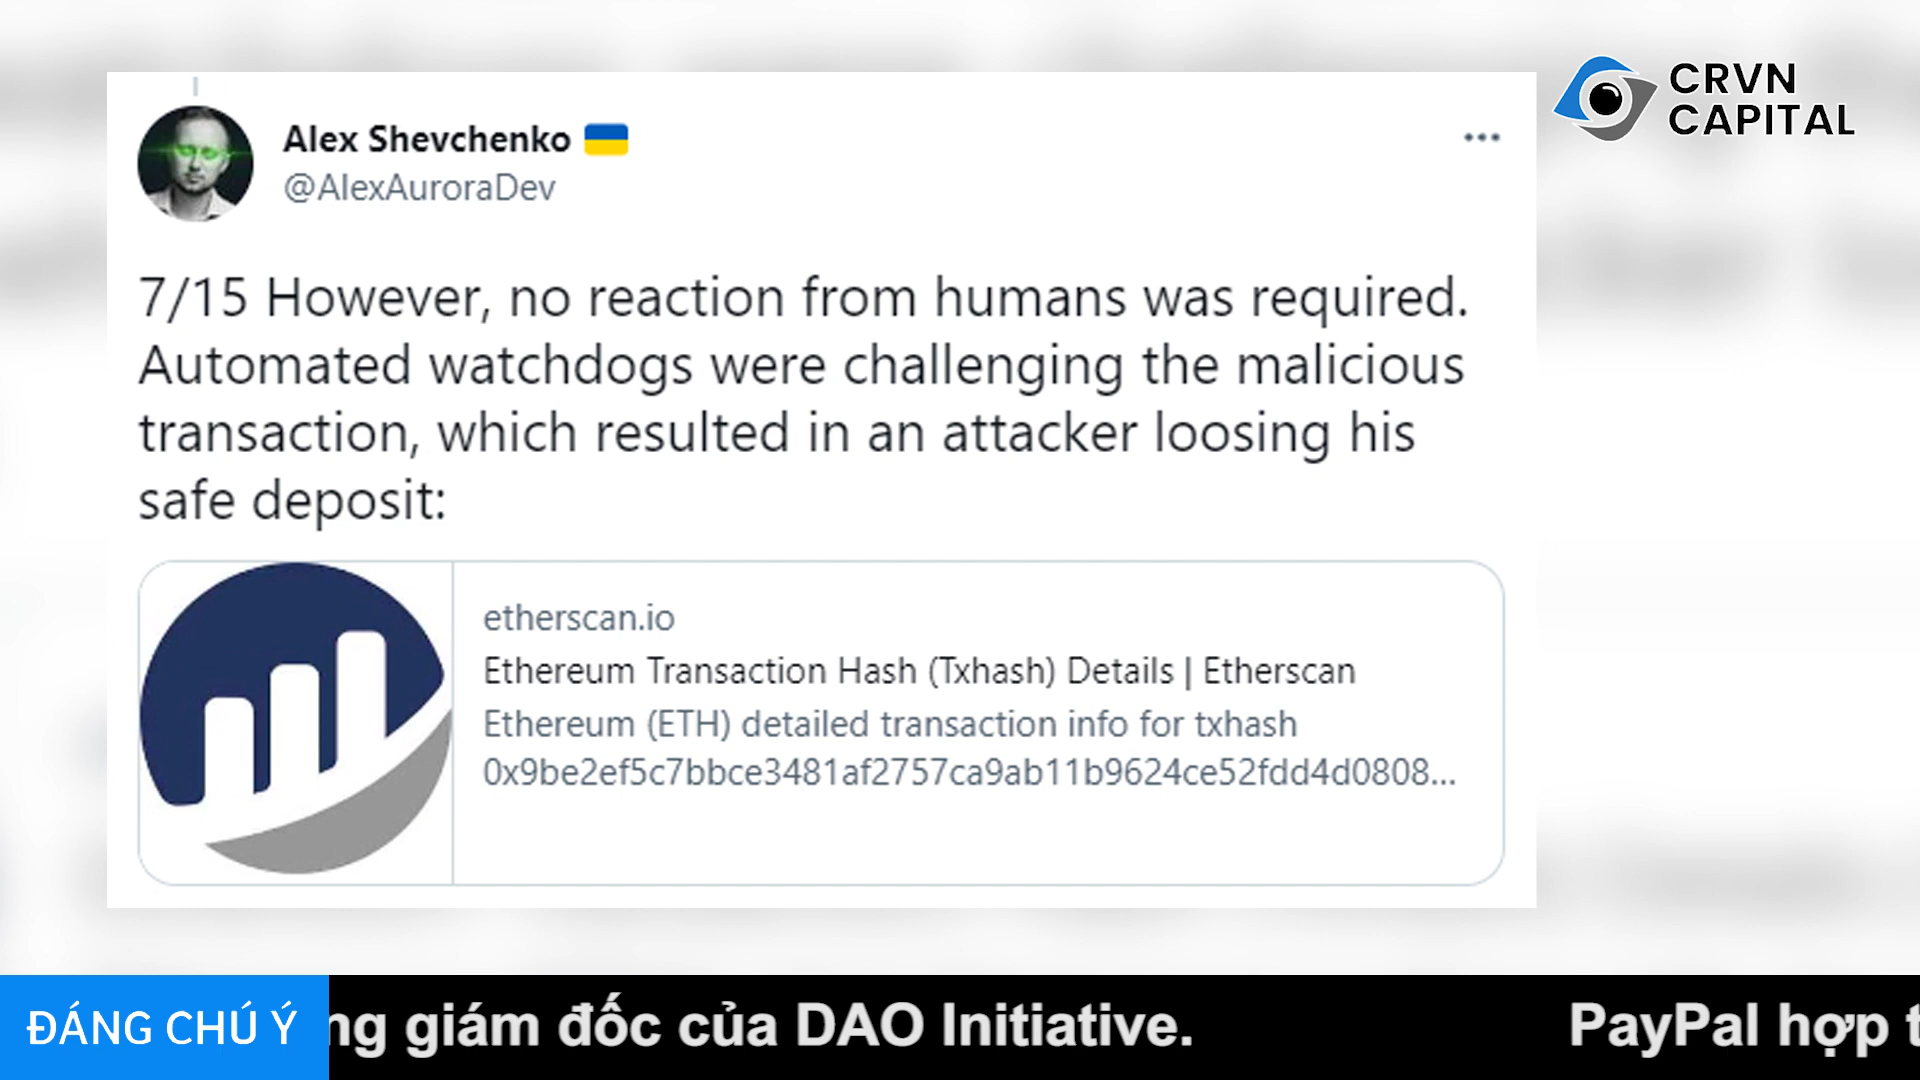 CRVN
CAPITAL
Alex Shevchenko
@AlexAuroraDev
7/15 However, no reaction from humans was required.
Automated watchdogs were challenging the malicious
transaction, which resulted in an attacker loosing his
safe deposit:
etherscan.io
Ethereum Transaction Hash (Txhash) Details | Etherscan
Ethereum (ETH) detailed transaction info for txhash
0x9be2ef5c7bbce3481af2757ca9ab11b9624ce52fdd4d0808...
ĐÁNG CHÚ Ý
ng giám đốc của DAO Initiative. PayPal hợp t